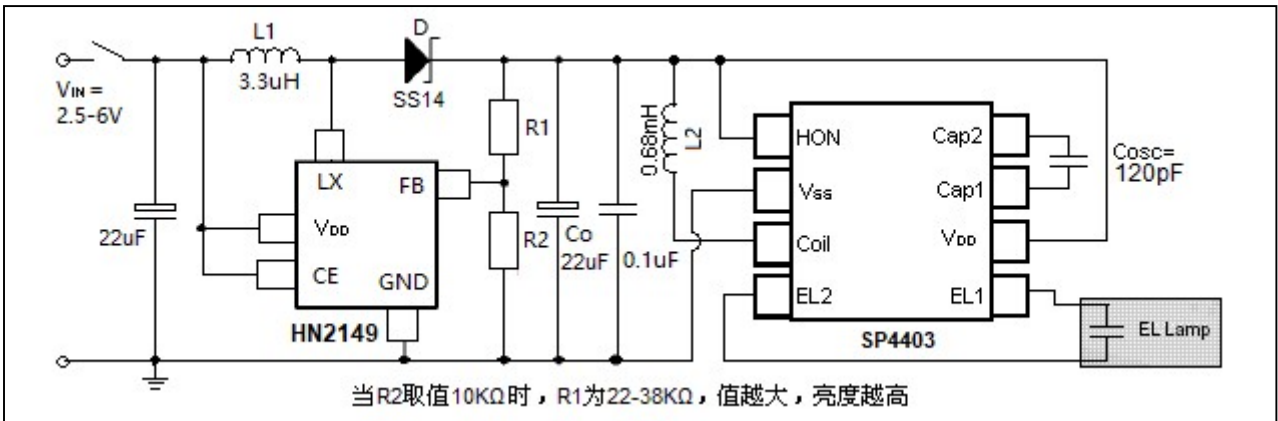 L1
3.3uH
D
SS14
VIN =
2.5-6V
22uF
LX
FB
VDD
CE
GND
HN2149
R1
R2
Co
22uF
0.1uF
0.68mH
L2
HON
Vss
Coil
EL2
Cap2
Cap1
VDD
EL1
SP4403
Cosc=
120pF
EL Lamp
当R2取值10KΩ时，R1为22-38KΩ，值越大，亮度越高